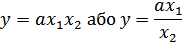 y = ax₁x₂ або y = ax₁/x₂